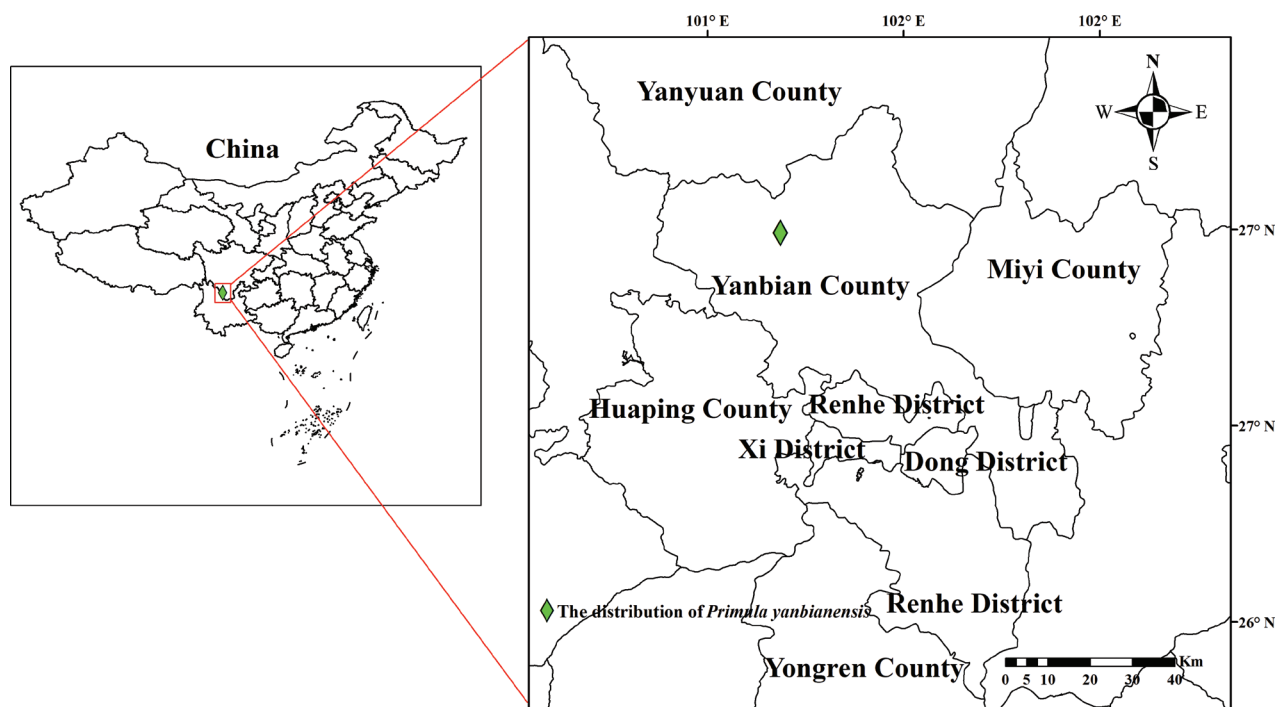 101° E 102° E 102° E
China
Yanyuan County
N
W E
S
27° N
Miyi County
Yanbian County
Huaping County
Renhe District
27° N
Xi District
Dong District
The distribution of Primula yanbianensis
Renhe District
26° N
Yongren County
Km
0 5 10 20 30 40